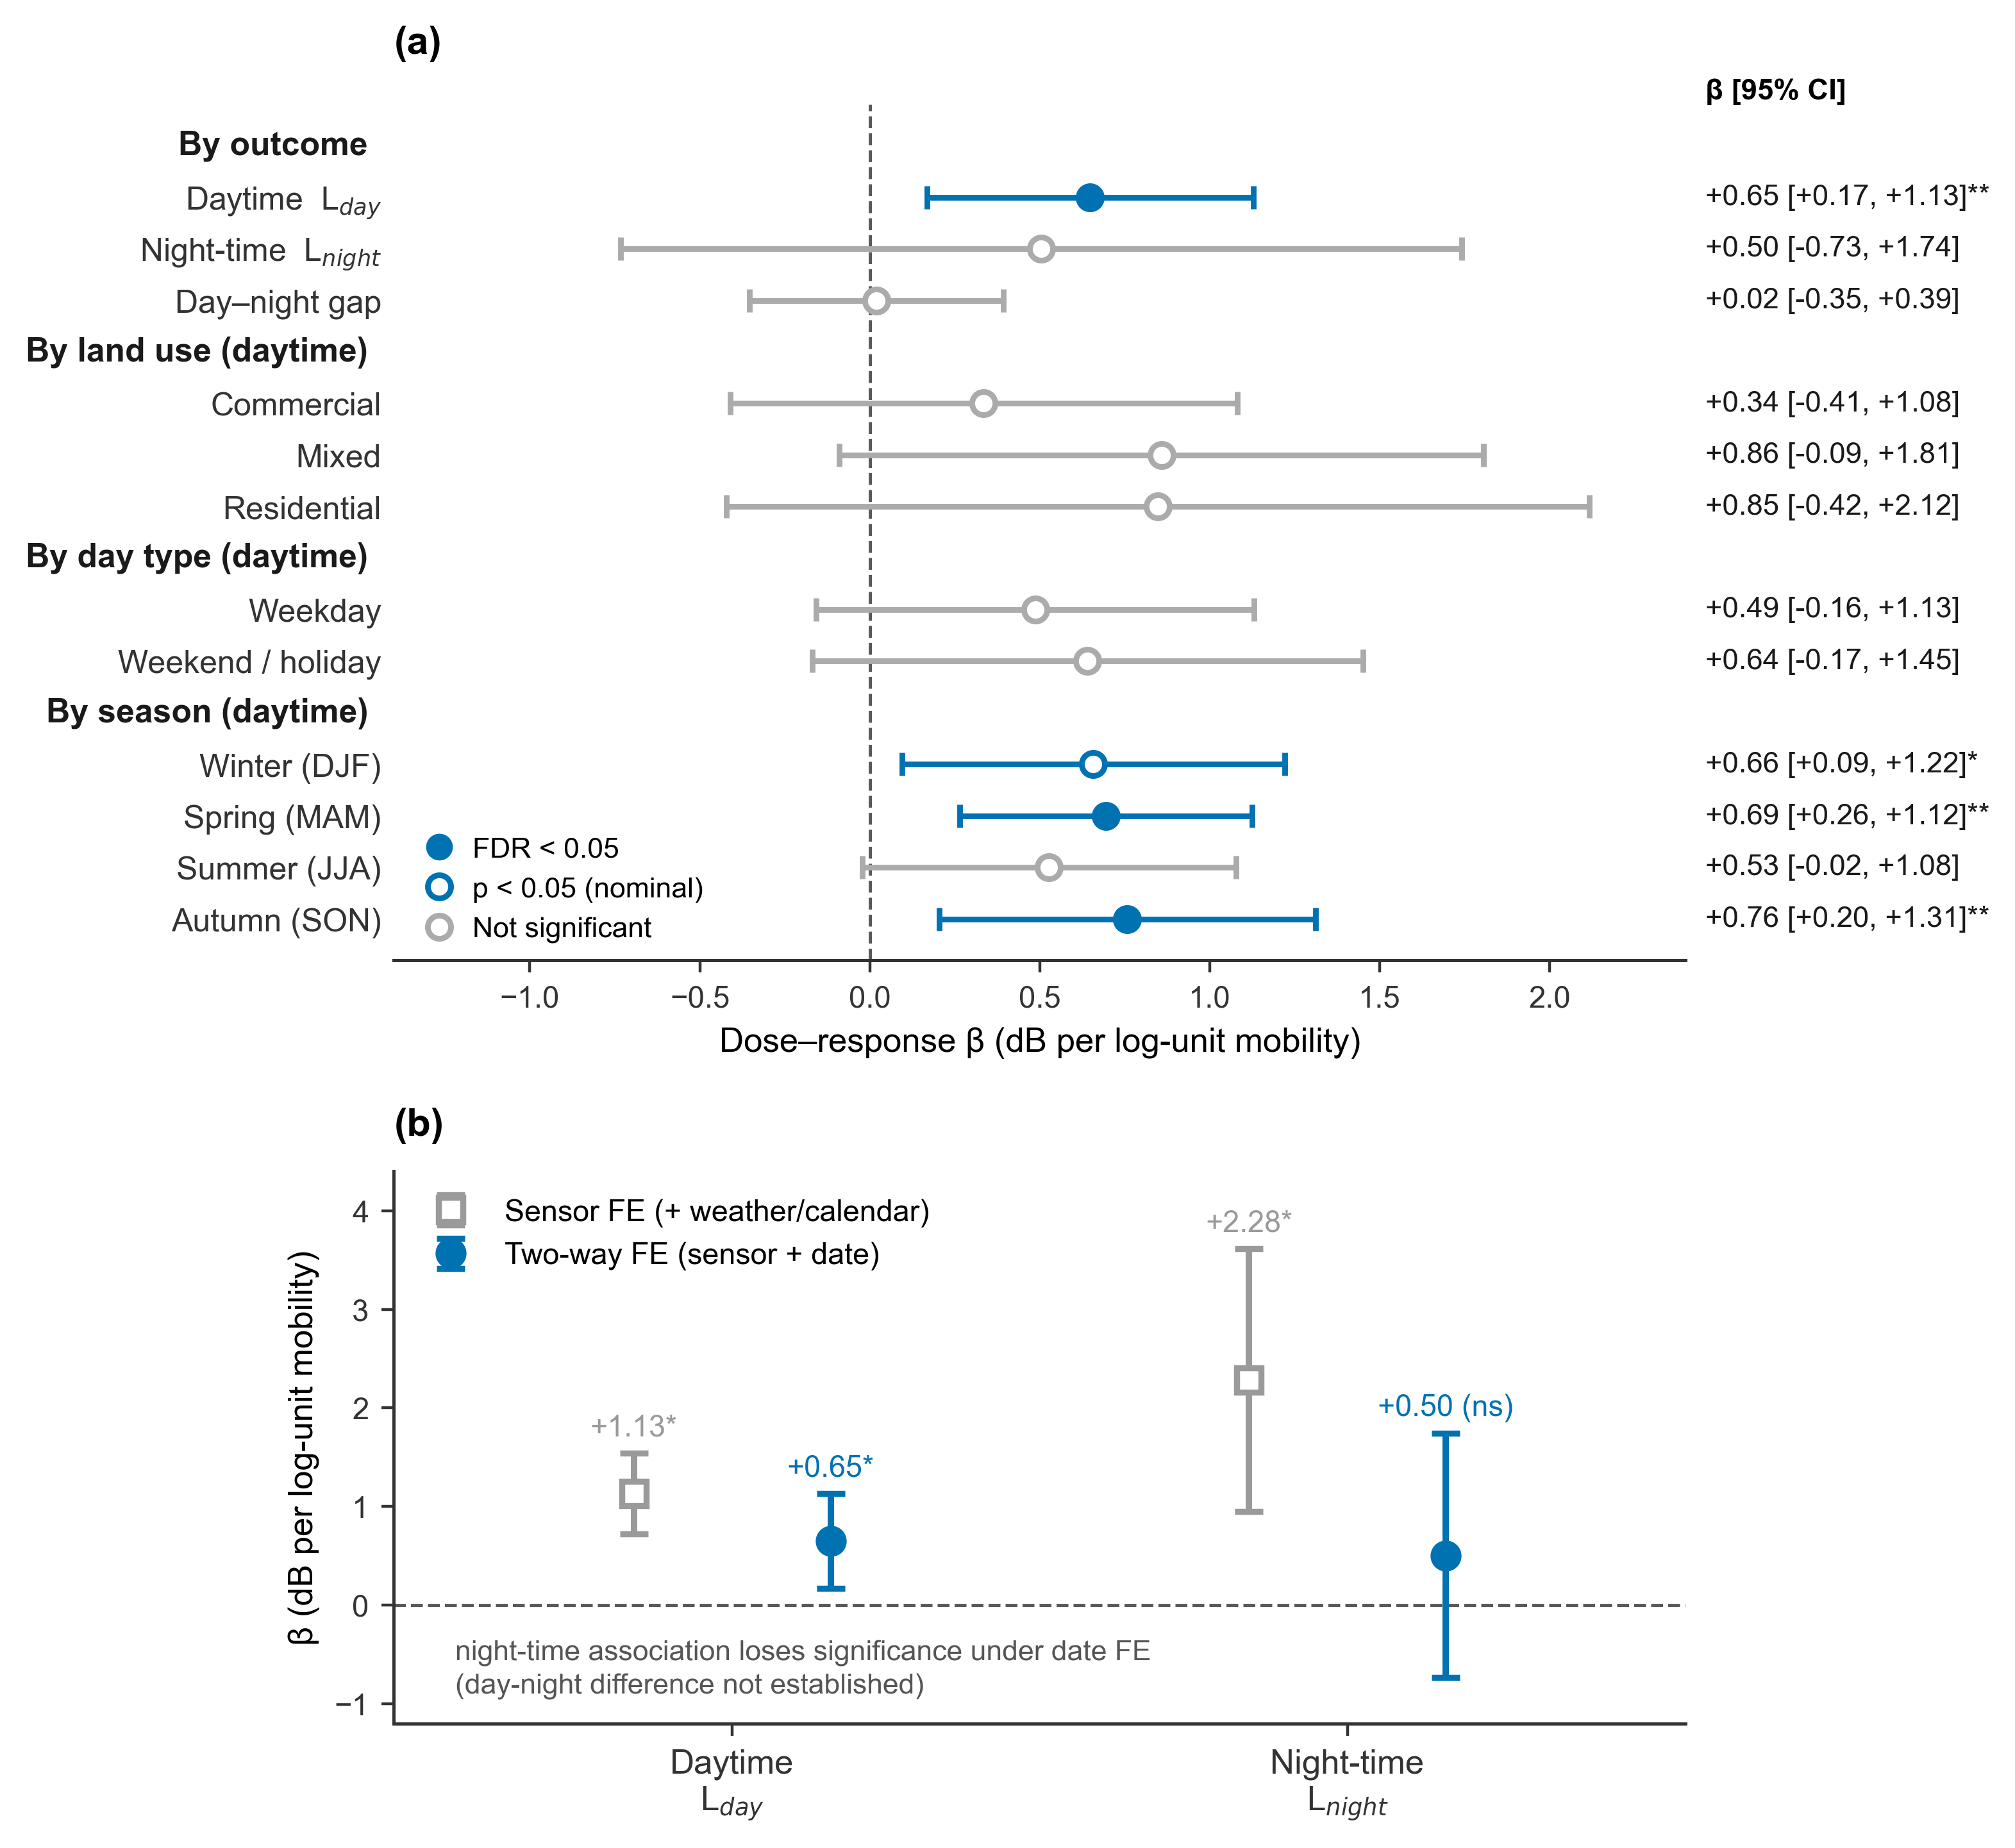 (a)
β [95% CI]
By outcome
Daytime L_day +0.65 [+0.17, +1.13]**
Night-time L_night +0.50 [-0.73, +1.74]
Day–night gap +0.02 [-0.35, +0.39]
By land use (daytime)
Commercial +0.34 [-0.41, +1.08]
Mixed +0.86 [-0.09, +1.81]
Residential +0.85 [-0.42, +2.12]
By day type (daytime)
Weekday +0.49 [-0.16, +1.13]
Weekend / holiday +0.64 [-0.17, +1.45]
By season (daytime)
Winter (DJF) +0.66 [+0.09, +1.22]*
Spring (MAM) +0.69 [+0.26, +1.12]**
Summer (JJA) +0.53 [-0.02, +1.08]
Autumn (SON) +0.76 [+0.20, +1.31]**
FDR < 0.05
p < 0.05 (nominal)
Not significant
−1.0 −0.5 0.0 0.5 1.0 1.5 2.0
Dose–response β (dB per log-unit mobility)
(b)
β (dB per log-unit mobility)
4
3
2
1
0
−1
Sensor FE (+ weather/calendar)
Two-way FE (sensor + date)
+1.13*
+0.65*
+2.28*
+0.50 (ns)
night-time association loses significance under date FE
(day-night difference not established)
Daytime
L_day
Night-time
L_night